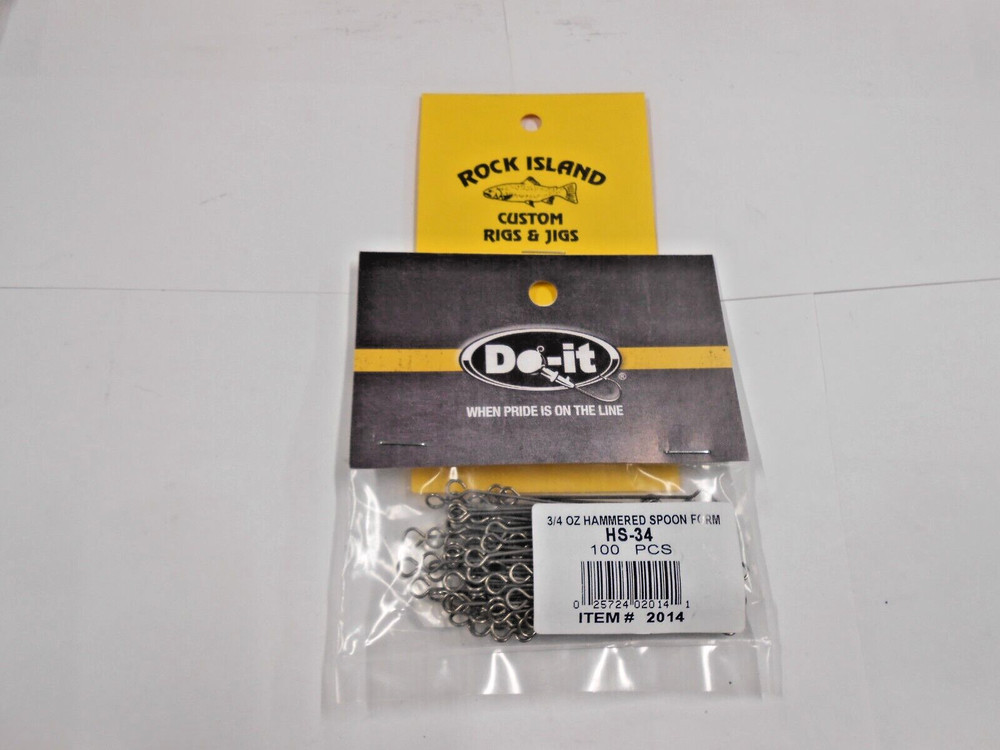 ROCK ISLAND
CUSTOM
RIGS & JIGS
Do-it
®
WHEN PRIDE IS ON THE LINE
3/4 OZ HAMMERED SPOON FORM
HS-34
100 PCS
0 25724 02014 1
ITEM # 2014